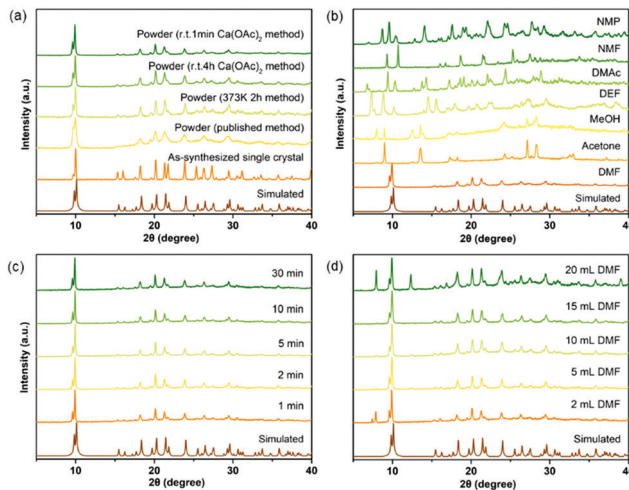 (a)
Powder (r.t.1min Ca(OAc)2 method)
Powder (r.t.4h Ca(OAc)2 method)
Powder (373K 2h method)
Powder (published method)
As-synthesized single crystal
Simulated
Intensity (a.u.)
10 20 30 40
2θ (degree)
(b)
NMP
NMF
DMAc
DEF
MeOH
Acetone
DMF
Simulated
Intensity (a.u.)
10 20 30 40
2θ (degree)
(c)
30 min
10 min
5 min
2 min
1 min
Simulated
Intensity (a.u.)
10 20 30 40
2θ (degree)
(d)
20 mL DMF
15 mL DMF
10 mL DMF
5 mL DMF
2 mL DMF
Simulated
Intensity (a.u.)
10 20 30 40
2θ (degree)